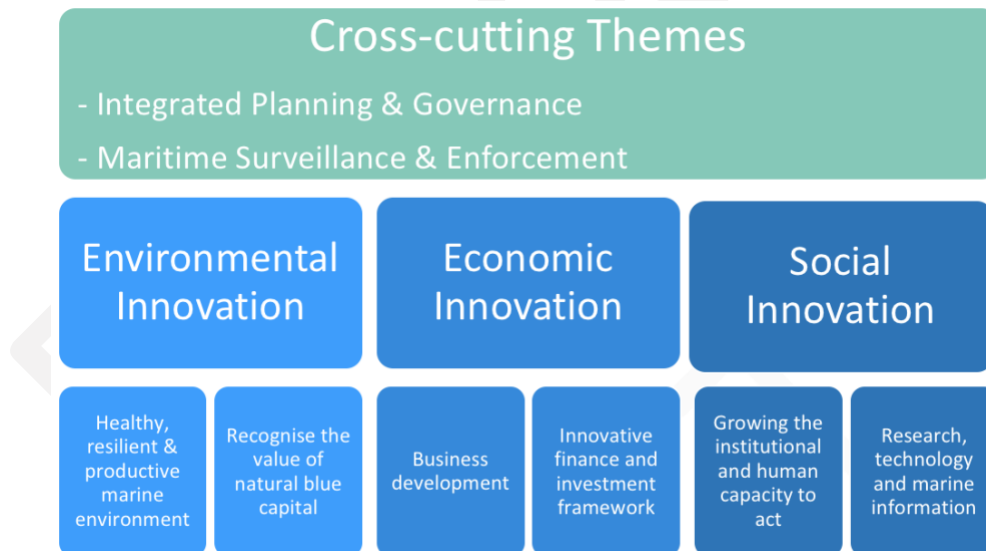 Cross-cutting Themes
- Integrated Planning & Governance
- Maritime Surveillance & Enforcement
Environmental
Innovation
Economic
Innovation
Social
Innovation
Healthy,
resilient &
productive
marine
environment
Recognise the
value of
natural blue
capital
Business
development
Innovative
finance and
investment
framework
Growing the
institutional
and human
capacity to
act
Research,
technology
and marine
information